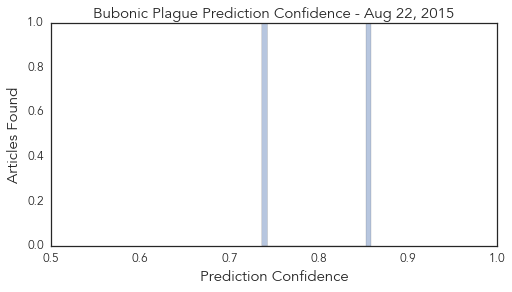 Bubonic Plague Prediction Confidence - Aug 22, 2015
1.0
0.8
0.6
0.4
0.2
0.0
Articles Found
0.5 0.6 0.7 0.8 0.9 1.0
Prediction Confidence